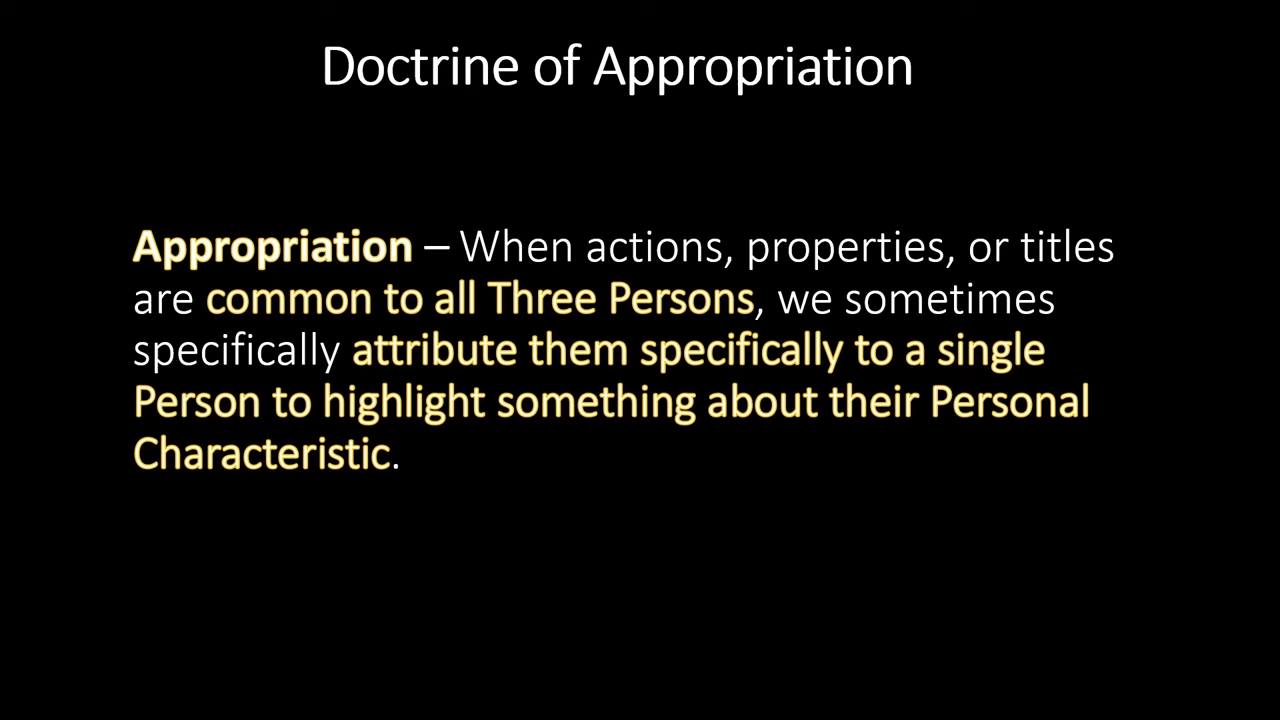 Doctrine of Appropriation
Appropriation – When actions, properties, or titles
are common to all Three Persons, we sometimes
specifically attribute them specifically to a single
Person to highlight something about their Personal
Characteristic.